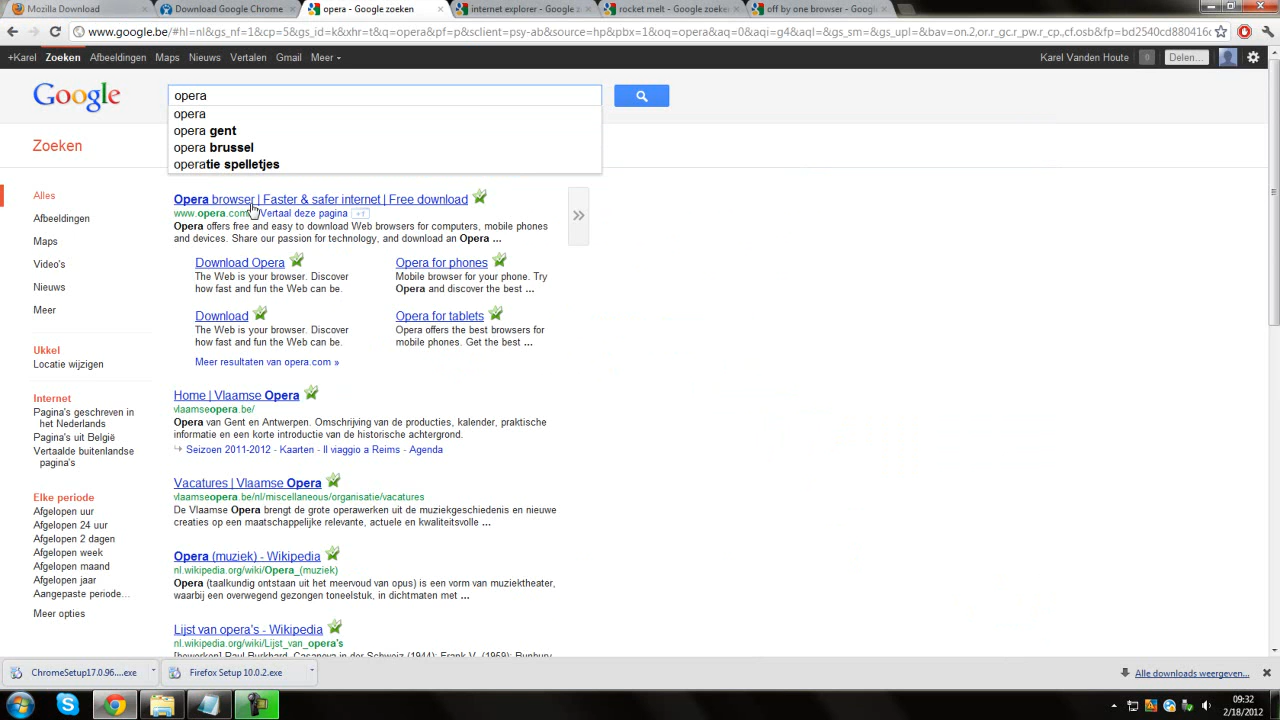 Mozilla Download
Download Google Chrome
opera - Google zoeken
internet explorer - Google z
rocket melt - Google zoeken
off by one browser - Google
www.google.be/#hl=nl&gs_nf=1&cp=5&gs_id=k&xhr=t&q=opera&pf=p&sclient=psy-ab&source=hp&pbx=1&oq=opera&aq=0&aqi=g4&aql=&gs_sm=&gs_upl=&bav=on.2,or.r_gc.r_pw.r_cp.,cf.osb&fp=bd2540cd880416
+Karel Zoeken Afbeeldingen Maps Nieuws Vertalen Gmail Meer
Karel Vanden Houte 0 Delen...
Google
opera
opera
opera gent
opera brussel
operatie spelletjes
Zoeken
Alles
Afbeeldingen
Maps
Video's
Nieuws
Meer
Ukkel
Locatie wijzigen
Internet
Pagina's geschreven in
het Nederlands
Pagina's uit België
Vertaalde buitenlandse
pagina's
Elke periode
Afgelopen uur
Afgelopen 24 uur
Afgelopen 2 dagen
Afgelopen week
Afgelopen maand
Afgelopen jaar
Aangepaste periode...
Meer opties
Opera browser | Faster & safer internet | Free download
www.opera.com/ Vertaal deze pagina +1
Opera offers free and easy to download Web browsers for computers, mobile phones
and devices. Share our passion for technology, and download an Opera ...
Download Opera
The Web is your browser. Discover
how fast and fun the Web can be.
Opera for phones
Mobile browser for your phone. Try
Opera and discover the best ...
Download
The Web is your browser. Discover
how fast and fun the Web can be.
Opera for tablets
Opera offers the best browsers for
mobile phones. Get the best ...
Meer resultaten van opera.com »
Home | Vlaamse Opera
vlaamseopera.be/
Opera van Gent en Antwerpen. Omschrijving van de producties, kalender, praktische
informatie en een korte introductie van de historische achtergrond.
Seizoen 2011-2012 - Kaarten - Il viaggio a Reims - Agenda
Vacatures | Vlaamse Opera
vlaamseopera.be/nl/miscellaneous/organisatie/vacatures
De Vlaamse Opera brengt de grote operawerken uit de muziekgeschiedenis en nieuwe
creaties op een maatschappelijke relevante, actuele en kwaliteitsvolle ...
Opera (muziek) - Wikipedia
nl.wikipedia.org/wiki/Opera_(muziek)
Opera (taalkundig ontstaan uit het meervoud van opus) is een vorm van muziektheater,
waarbij een overwegend gezongen toneelstuk, in dichtmaten met ...
Lijst van opera's - Wikipedia
nl.wikipedia.org/wiki/Lijst_van_opera's
[bewerken] Paul Burkhard. Casanova in der Schweiz (1944); Frank V. (1959); Bunbury
ChromeSetup17.0.96....exe
Firefox Setup 10.0.2.exe
Alle downloads weergeven...
09:32
2/18/2012